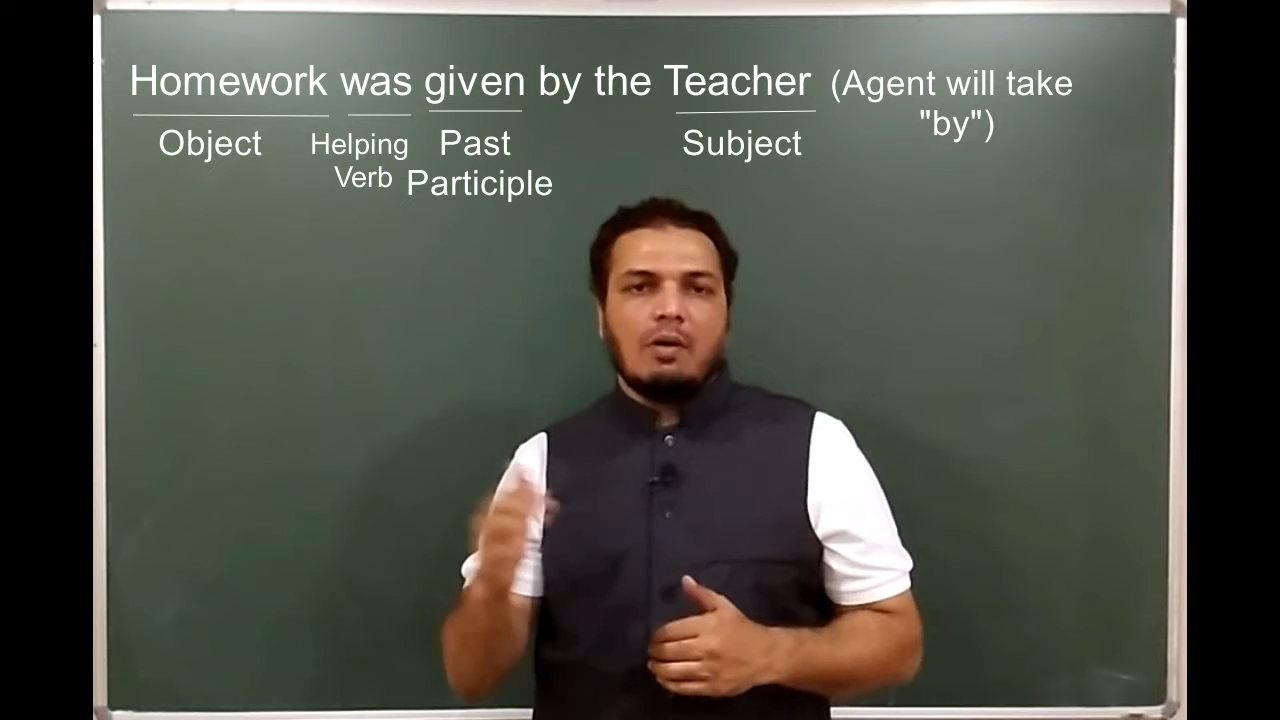 Homework was given by the Teacher (Agent will take
"by")
Object Helping Past Subject
Verb Participle